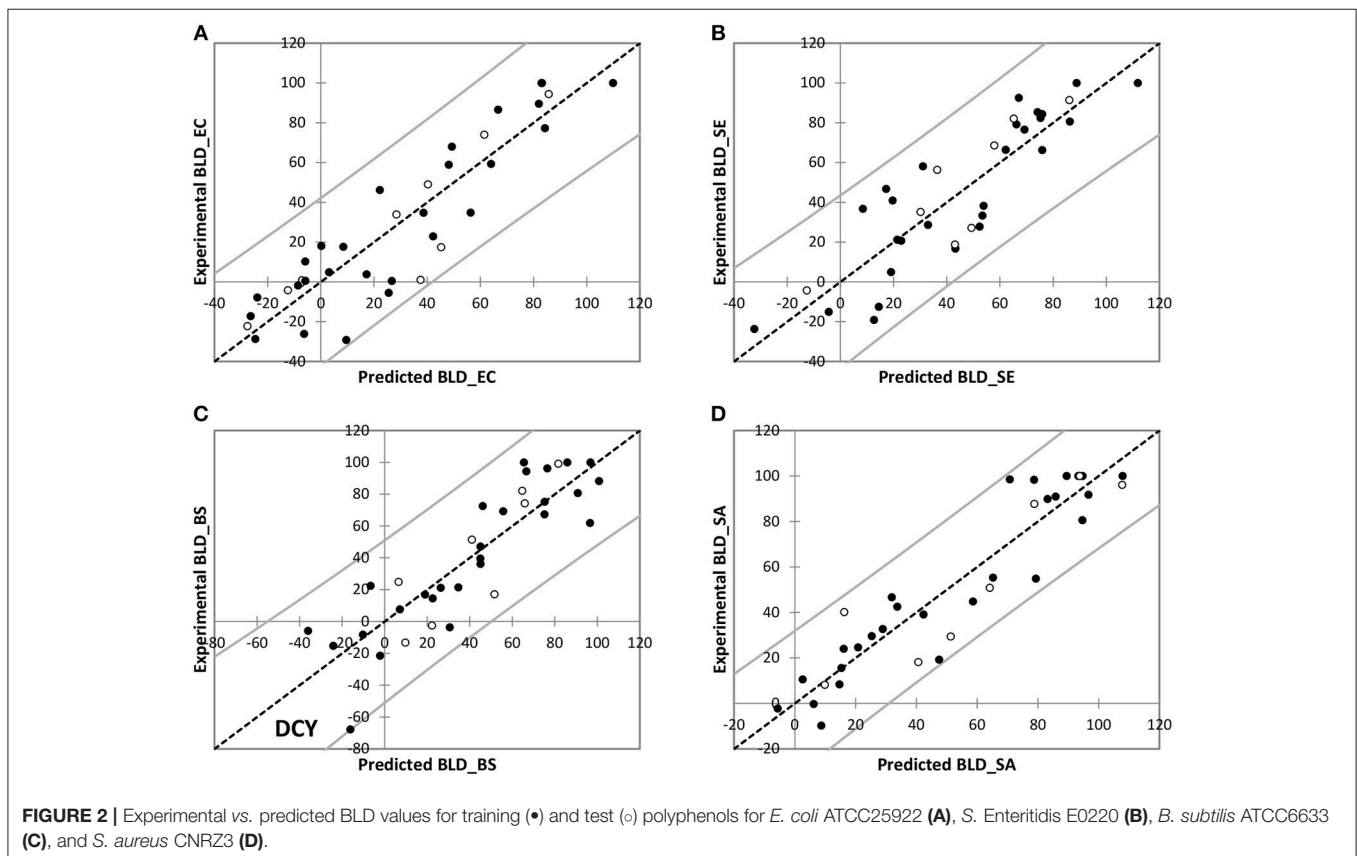 A
120
100
80
60
40
20
0
-40 -20 0 20 40 60 80 100 120
-20
-40
Experimental BLD_EC
Predicted BLD_EC
B
120
100
80
60
40
20
0
-40 -20 0 20 40 60 80 100 120
-20
-40
Experimental BLD_SE
Predicted BLD_SE
C
120
100
80
60
40
20
0
-80 -60 -40 -20 0 20 40 60 80 100 120
-20
-40
-60
-80
Experimental BLD_BS
DCY
Predicted BLD_BS
D
120
100
80
60
40
20
0
-20 0 20 40 60 80 100 120
-20
Experimental BLD_SA
Predicted BLD_SA
FIGURE 2 | Experimental vs. predicted BLD values for training (•) and test (○) polyphenols for E. coli ATCC25922 (A), S. Enteritidis E0220 (B), B. subtilis ATCC6633
(C), and S. aureus CNRZ3 (D).